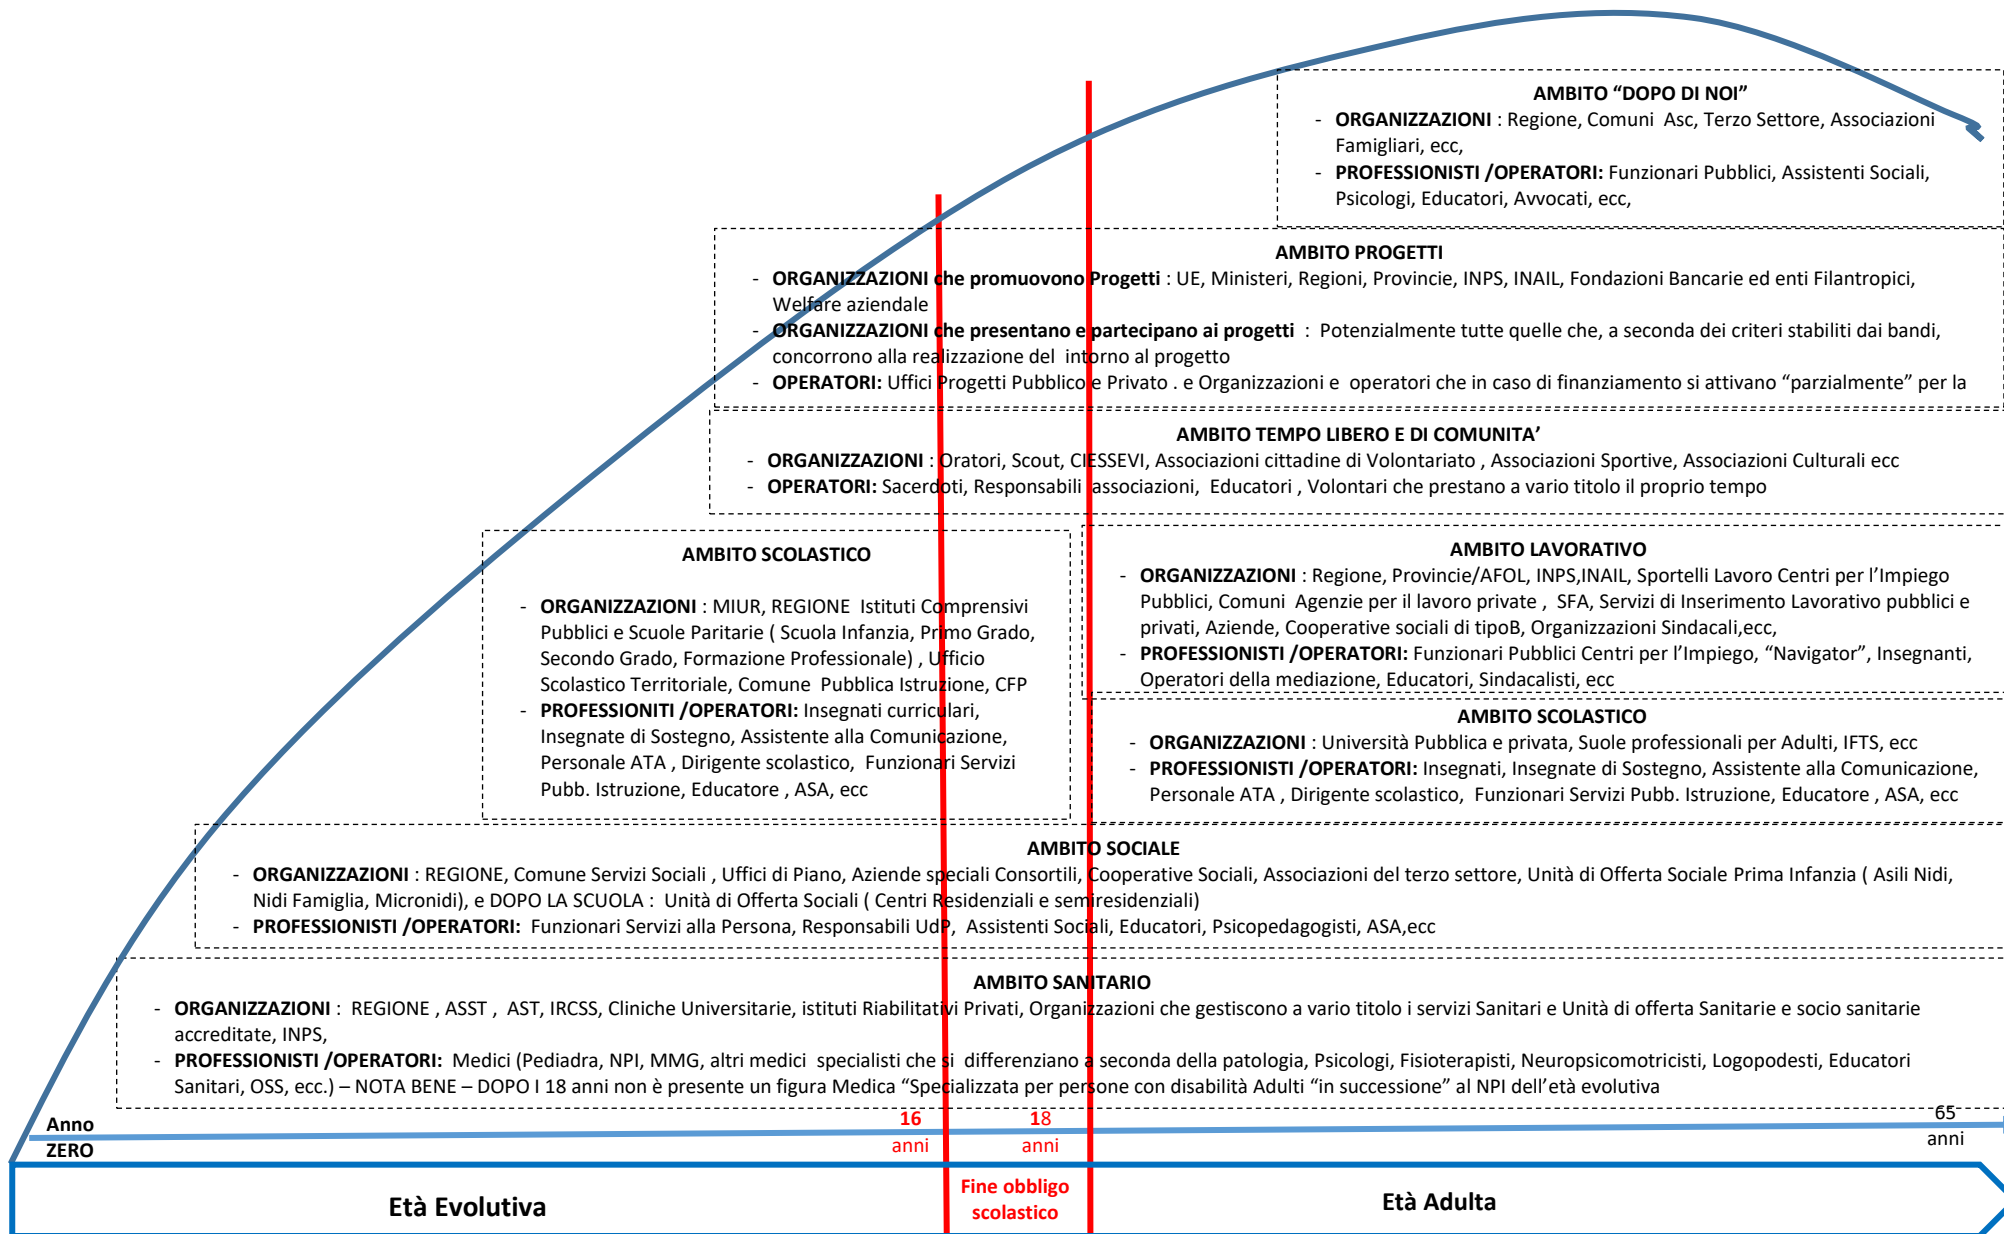 AMBITO “DOPO DI NOI”
- ORGANIZZAZIONI : Regione, Comuni Asc, Terzo Settore, Associazioni
Famigliari, ecc,
- PROFESSIONISTI /OPERATORI: Funzionari Pubblici, Assistenti Sociali,
Psicologi, Educatori, Avvocati, ecc,
AMBITO PROGETTI
- ORGANIZZAZIONI che promuovono Progetti : UE, Ministeri, Regioni, Provincie, INPS, INAIL, Fondazioni Bancarie ed enti Filantropici,
Welfare aziendale
- ORGANIZZAZIONI che presentano e partecipano ai progetti : Potenzialmente tutte quelle che, a seconda dei criteri stabiliti dai bandi,
concorrono alla realizzazione del intorno al progetto
- OPERATORI: Uffici Progetti Pubblico e Privato . e Organizzazioni e operatori che in caso di finanziamento si attivano “parzialmente” per la
AMBITO TEMPO LIBERO E DI COMUNITA’
- ORGANIZZAZIONI : Oratori, Scout, CIESSEVI, Associazioni cittadine di Volontariato , Associazioni Sportive, Associazioni Culturali ecc
- OPERATORI: Sacerdoti, Responsabili associazioni, Educatori , Volontari che prestano a vario titolo il proprio tempo
AMBITO SCOLASTICO
- ORGANIZZAZIONI : MIUR, REGIONE Istituti Comprensivi
Pubblici e Scuole Paritarie ( Scuola Infanzia, Primo Grado,
Secondo Grado, Formazione Professionale) , Ufficio
Scolastico Territoriale, Comune Pubblica Istruzione, CFP
- PROFESSIONITI /OPERATORI: Insegnati curriculari,
Insegnate di Sostegno, Assistente alla Comunicazione,
Personale ATA , Dirigente scolastico, Funzionari Servizi
Pubb. Istruzione, Educatore , ASA, ecc
AMBITO LAVORATIVO
- ORGANIZZAZIONI : Regione, Provincie/AFOL, INPS,INAIL, Sportelli Lavoro Centri per l’Impiego
Pubblici, Comuni Agenzie per il lavoro private , SFA, Servizi di Inserimento Lavorativo pubblici e
privati, Aziende, Cooperative sociali di tipoB, Organizzazioni Sindacali,ecc,
- PROFESSIONISTI /OPERATORI: Funzionari Pubblici Centri per l’Impiego, “Navigator”, Insegnanti,
Operatori della mediazione, Educatori, Sindacalisti, ecc
AMBITO SCOLASTICO
- ORGANIZZAZIONI : Università Pubblica e privata, Suole professionali per Adulti, IFTS, ecc
- PROFESSIONISTI /OPERATORI: Insegnati, Insegnate di Sostegno, Assistente alla Comunicazione,
Personale ATA , Dirigente scolastico, Funzionari Servizi Pubb. Istruzione, Educatore , ASA, ecc
AMBITO SOCIALE
- ORGANIZZAZIONI : REGIONE, Comune Servizi Sociali , Uffici di Piano, Aziende speciali Consortili, Cooperative Sociali, Associazioni del terzo settore, Unità di Offerta Sociale Prima Infanzia ( Asili Nidi,
Nidi Famiglia, Micronidi), e DOPO LA SCUOLA : Unità di Offerta Sociali ( Centri Residenziali e semiresidenziali)
- PROFESSIONISTI /OPERATORI: Funzionari Servizi alla Persona, Responsabili UdP, Assistenti Sociali, Educatori, Psicopedagogisti, ASA,ecc
AMBITO SANITARIO
- ORGANIZZAZIONI : REGIONE , ASST , AST, IRCSS, Cliniche Universitarie, istituti Riabilitativi Privati, Organizzazioni che gestiscono a vario titolo i servizi Sanitari e Unità di offerta Sanitarie e socio sanitarie
accreditate, INPS,
- PROFESSIONISTI /OPERATORI: Medici (Pediadra, NPI, MMG, altri medici specialisti che si differenziano a seconda della patologia, Psicologi, Fisioterapisti, Neuropsicomotricisti, Logopodesti, Educatori
Sanitari, OSS, ecc.) – NOTA BENE – DOPO I 18 anni non è presente un figura Medica “Specializzata per persone con disabilità Adulti “in successione” al NPI dell’età evolutiva
Anno
ZERO
16
anni
18
anni
65
anni
Età Evolutiva
Fine obbligo
scolastico
Età Adulta